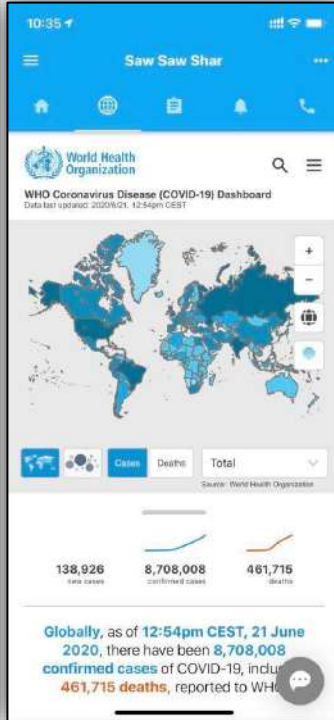 10:35
Saw Saw Shar
World Health
Organization
WHO Coronavirus Disease (COVID-19) Dashboard
Data last updated: 2020/6/21, 12:54pm CEST
+
-
Cases
Deaths
Total
Source: World Health Organization
138,926
new cases
8,708,008
confirmed cases
461,715
deaths
Globally, as of 12:54pm CEST, 21 June
2020, there have been 8,708,008
confirmed cases of COVID-19, inclu
461,715 deaths, reported to WH